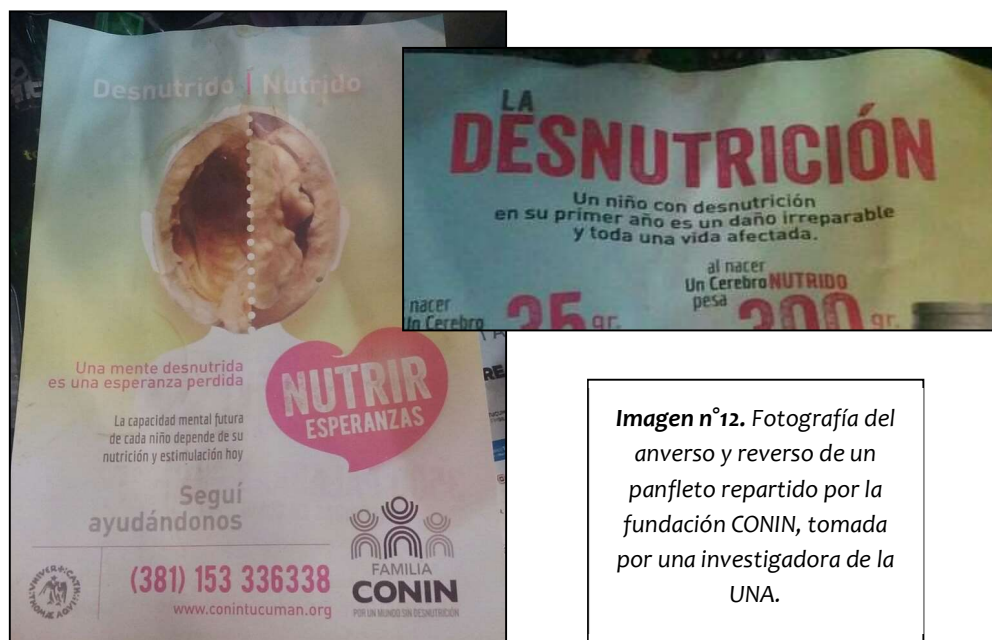 Desnutrido | Nutrido
Una mente desnutrida
es una esperanza perdida
La capacidad mental futura
de cada niño depende de su
nutrición y estimulación hoy
NUTRIR
ESPERANZAS
Seguí
ayudándonos
(381) 153 336338
www.conintucuman.org
FAMILIA
CONIN
POR UN MUNDO SIN DESNUTRICIÓN
LA
DESNUTRICIÓN
Un niño con desnutrición
en su primer año es un daño irreparable
y toda una vida afectada.
nacer
Un Cerebro
35 gr.
al nacer
Un Cerebro NUTRIDO
pesa
300 gr.
Imagen n°12. Fotografía del
anverso y reverso de un
panfleto repartido por la
fundación CONIN, tomada
por una investigadora de la
UNA.